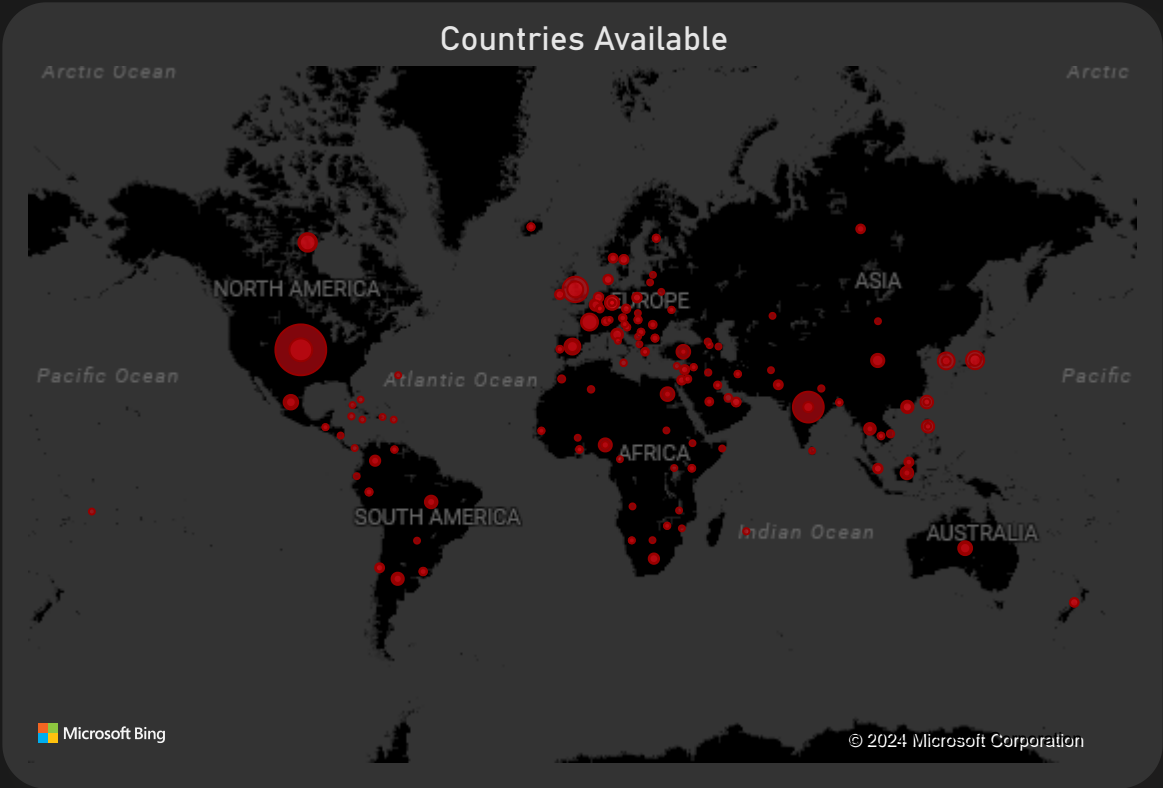 Countries Available
Arctic Ocean
Arctic
NORTH AMERICA
EUROPE
ASIA
Pacific Ocean
Atlantic Ocean
Pacific
AFRICA
SOUTH AMERICA
Indian Ocean
AUSTRALIA
Microsoft Bing
© 2024 Microsoft Corporation